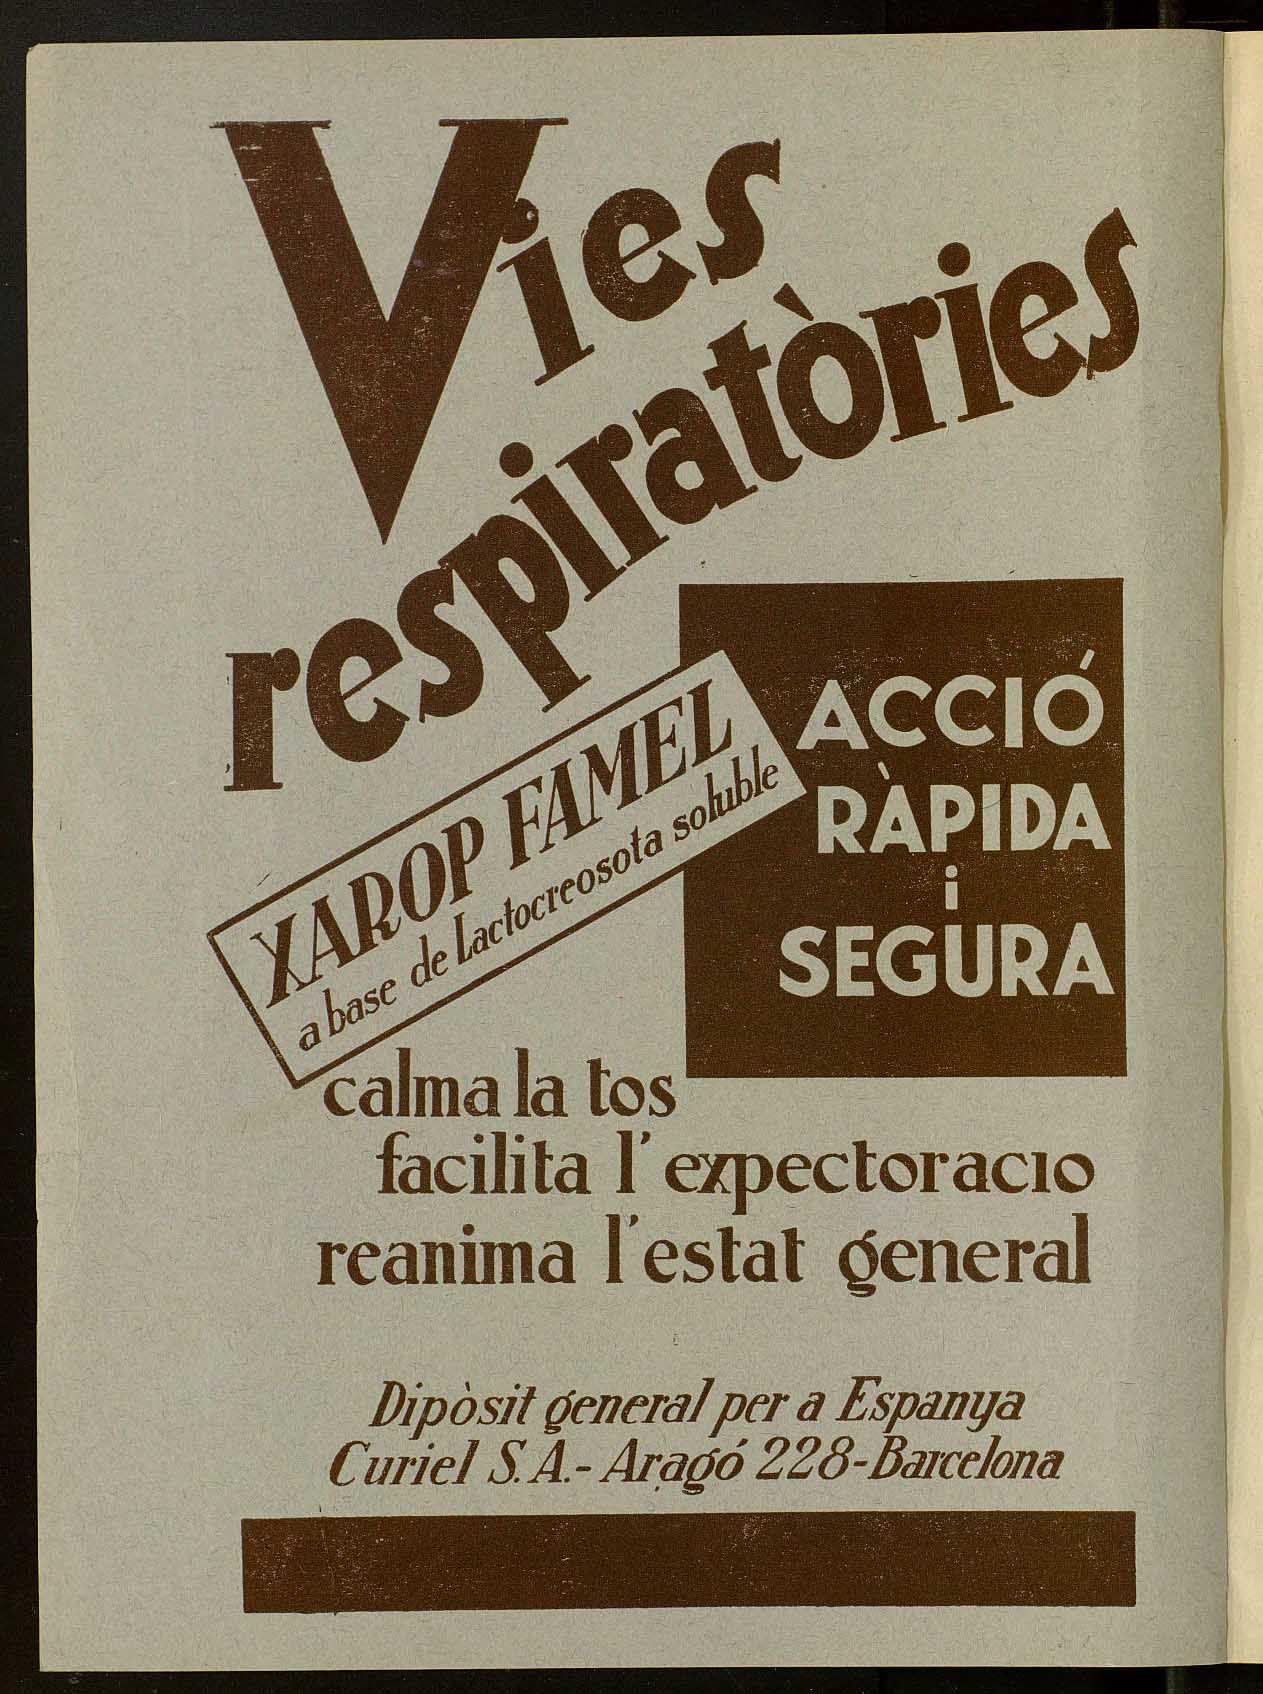 Vies
respiratòries
XAROP FAMEL
a base de Lactocreosota soluble
ACCIÓ
RÀPIDA
i
SEGURA
calma la tos
facilita l'expectoracio
reanima l'estat general
Dipòsit general per a Espanya
Curiel S.A.-Aragó 228-Barcelona